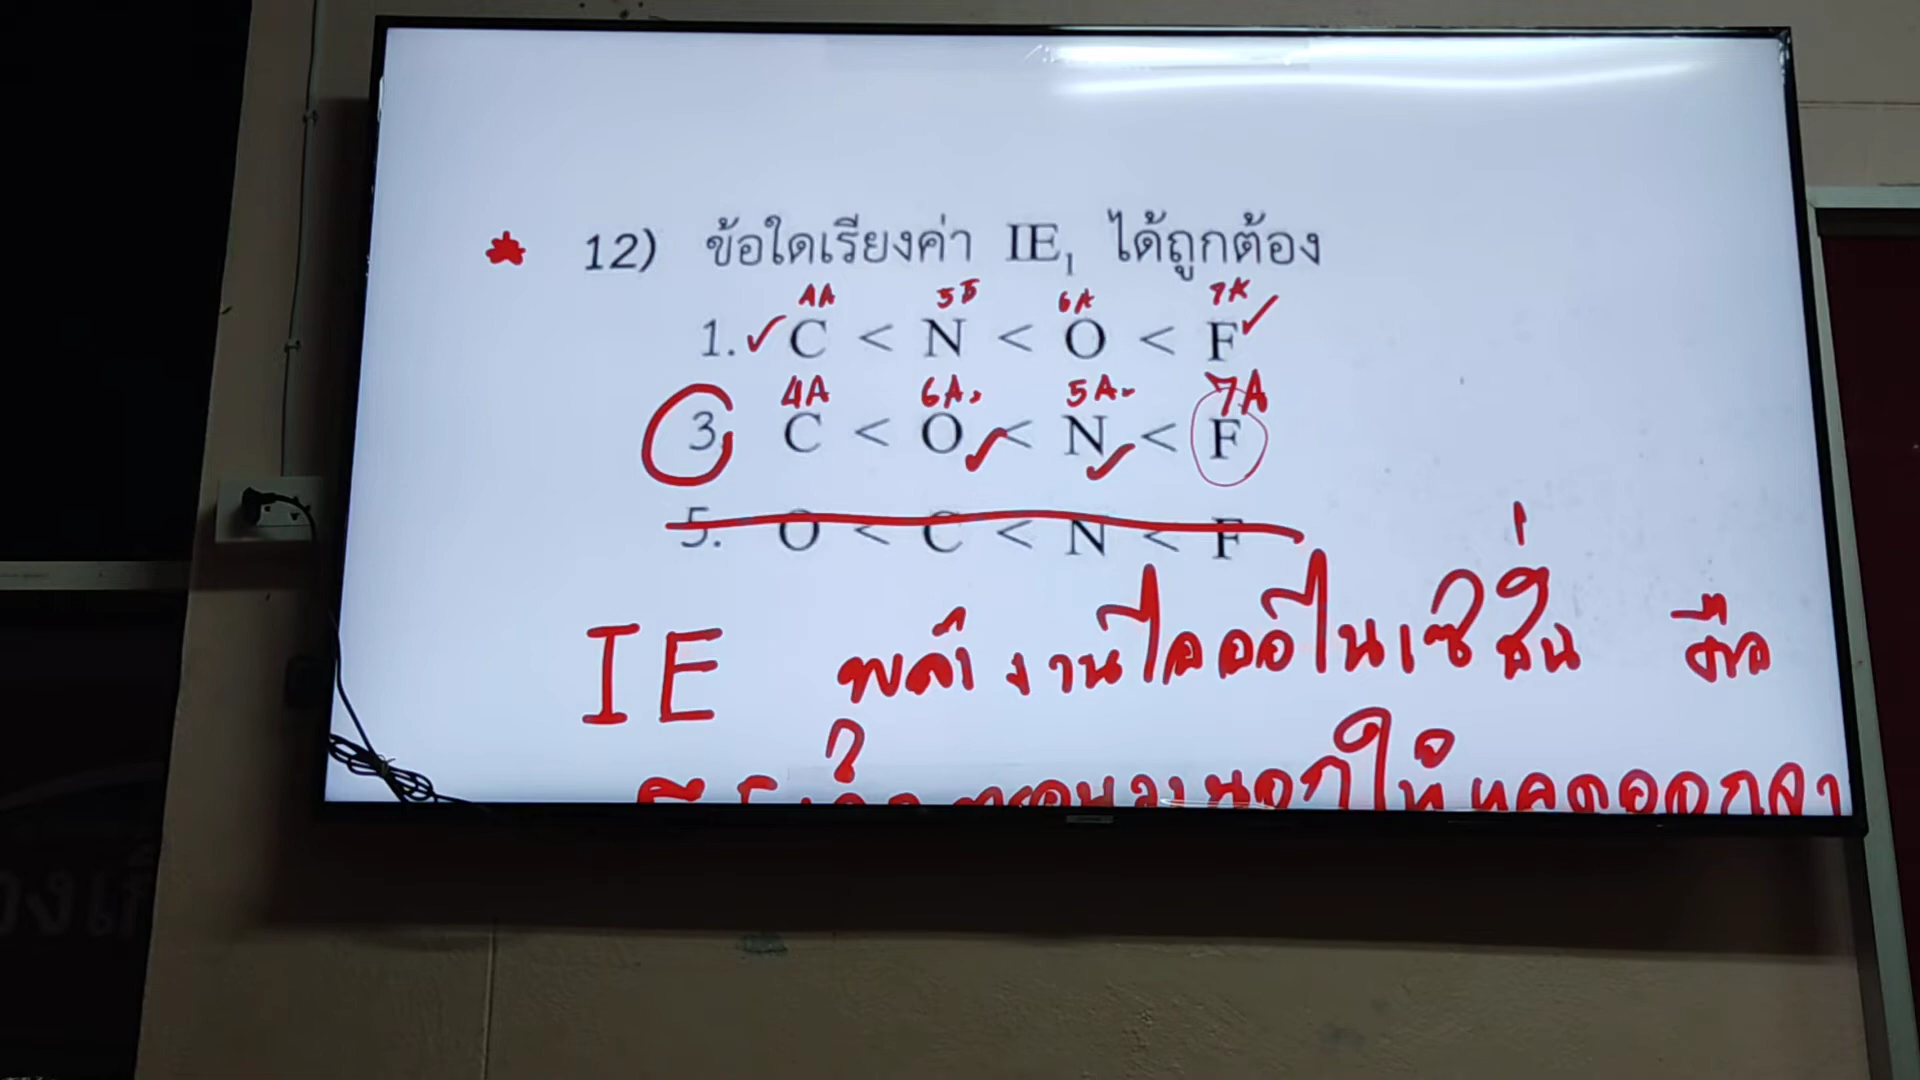 12) ข้อใดเรียงค่า IE₁ ได้ถูกต้อง
4A 5A 6A 7A
1. C < N < O < F
4A 6A 5A 7A
3 C < O < N < F
5. O < C < N < F
IE พลังงานไอออไนเซชั่น คือ